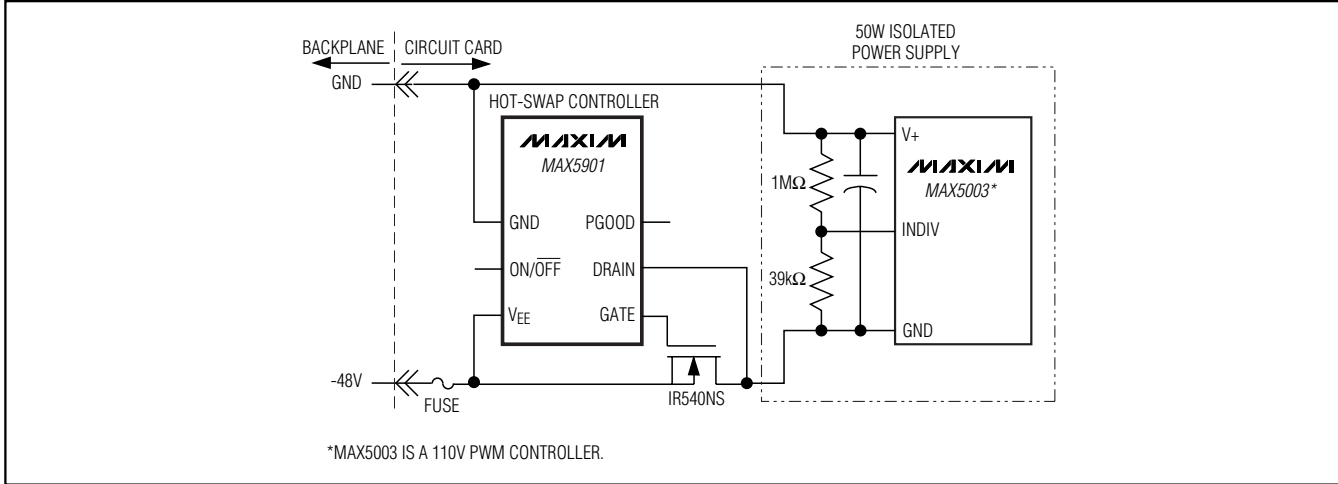 50W ISOLATED
POWER SUPPLY
BACKPLANE
CIRCUIT CARD
GND
HOT-SWAP CONTROLLER
MAXIM
MAX5901
GND
PGOOD
ON/OFF
DRAIN
VEE
GATE
V+
MAXIM
MAX5003*
1MΩ
INDIV
39kΩ
GND
-48V
FUSE
IR540NS
*MAX5003 IS A 110V PWM CONTROLLER.